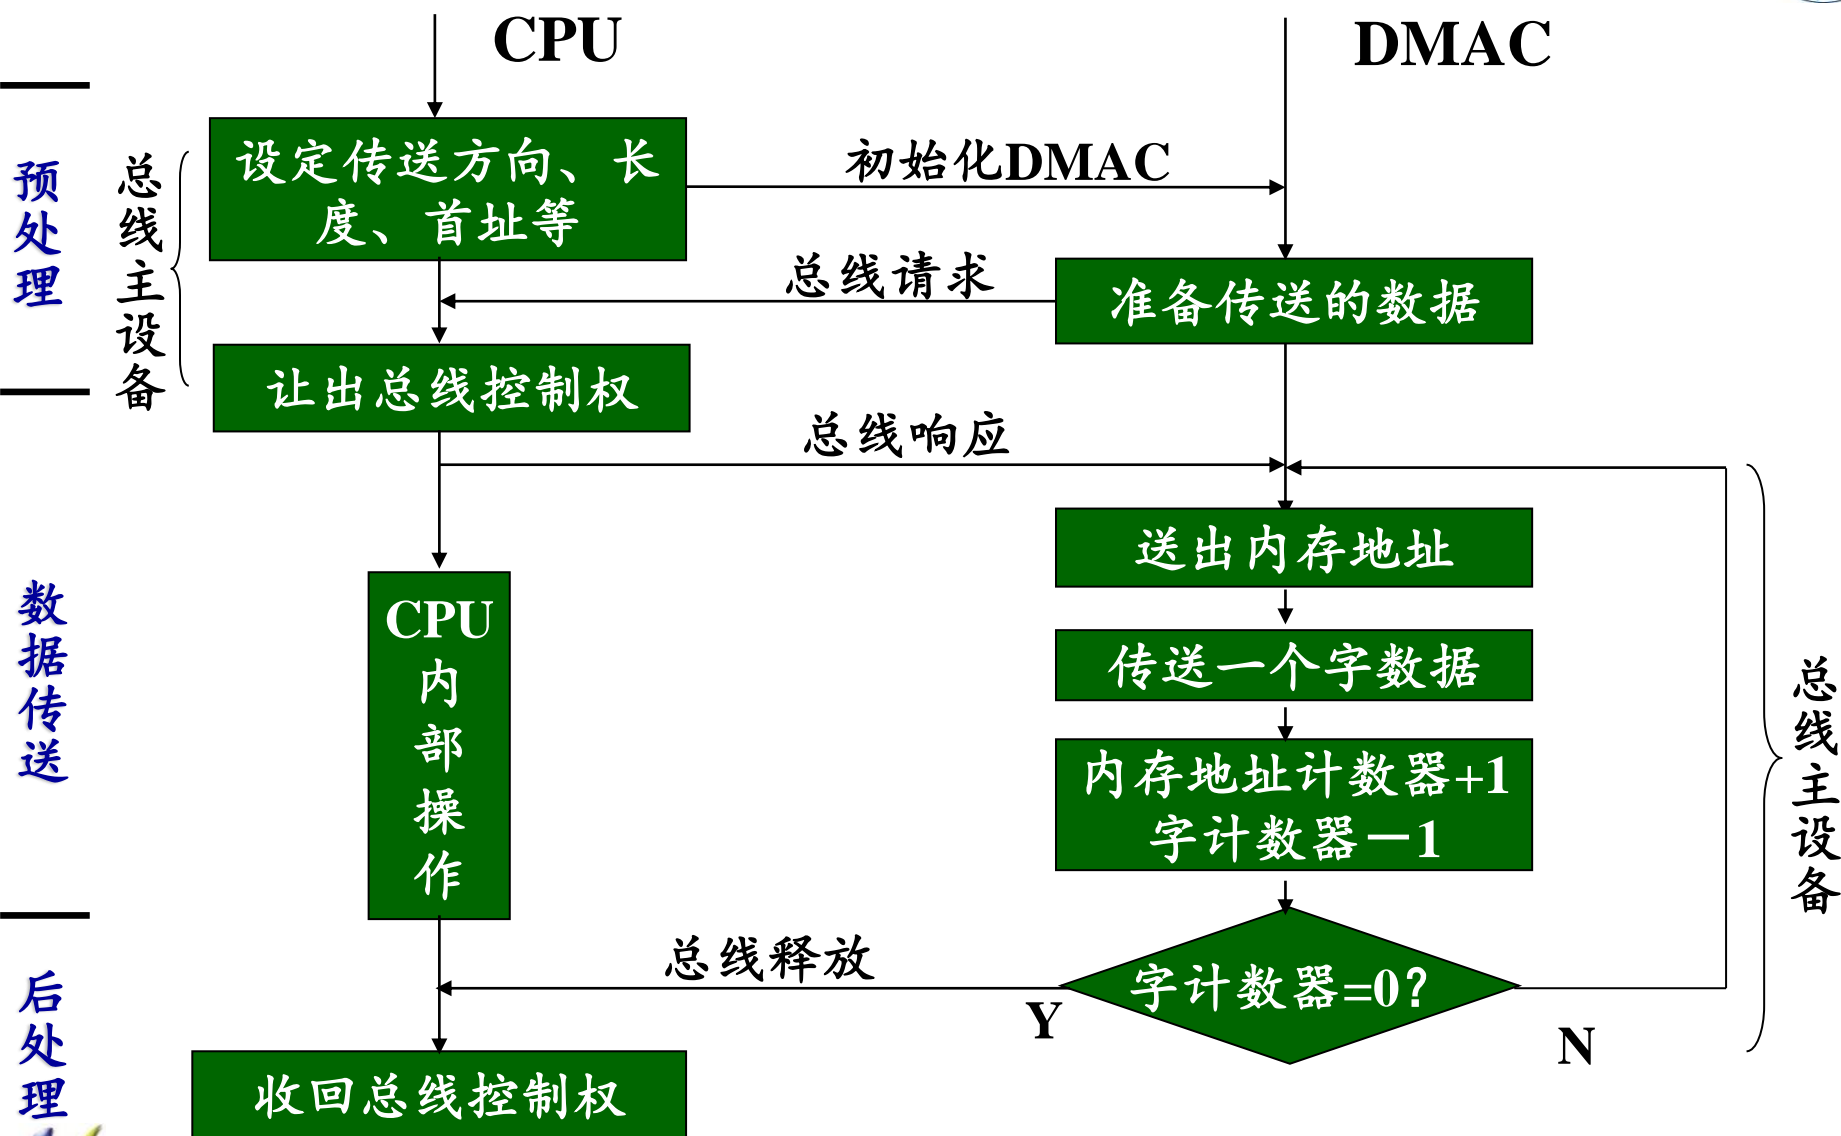 CPU
DMAC
预处理
总线主设备
设定传送方向、长
度、首址等
初始化DMAC
总线请求
准备传送的数据
让出总线控制权
总线响应
数据传送
CPU
内
部
操
作
送出内存地址
传送一个字数据
内存地址计数器+1
字计数器－1
总线主设备
字计数器=0？
总线释放
Y
N
后处理
收回总线控制权